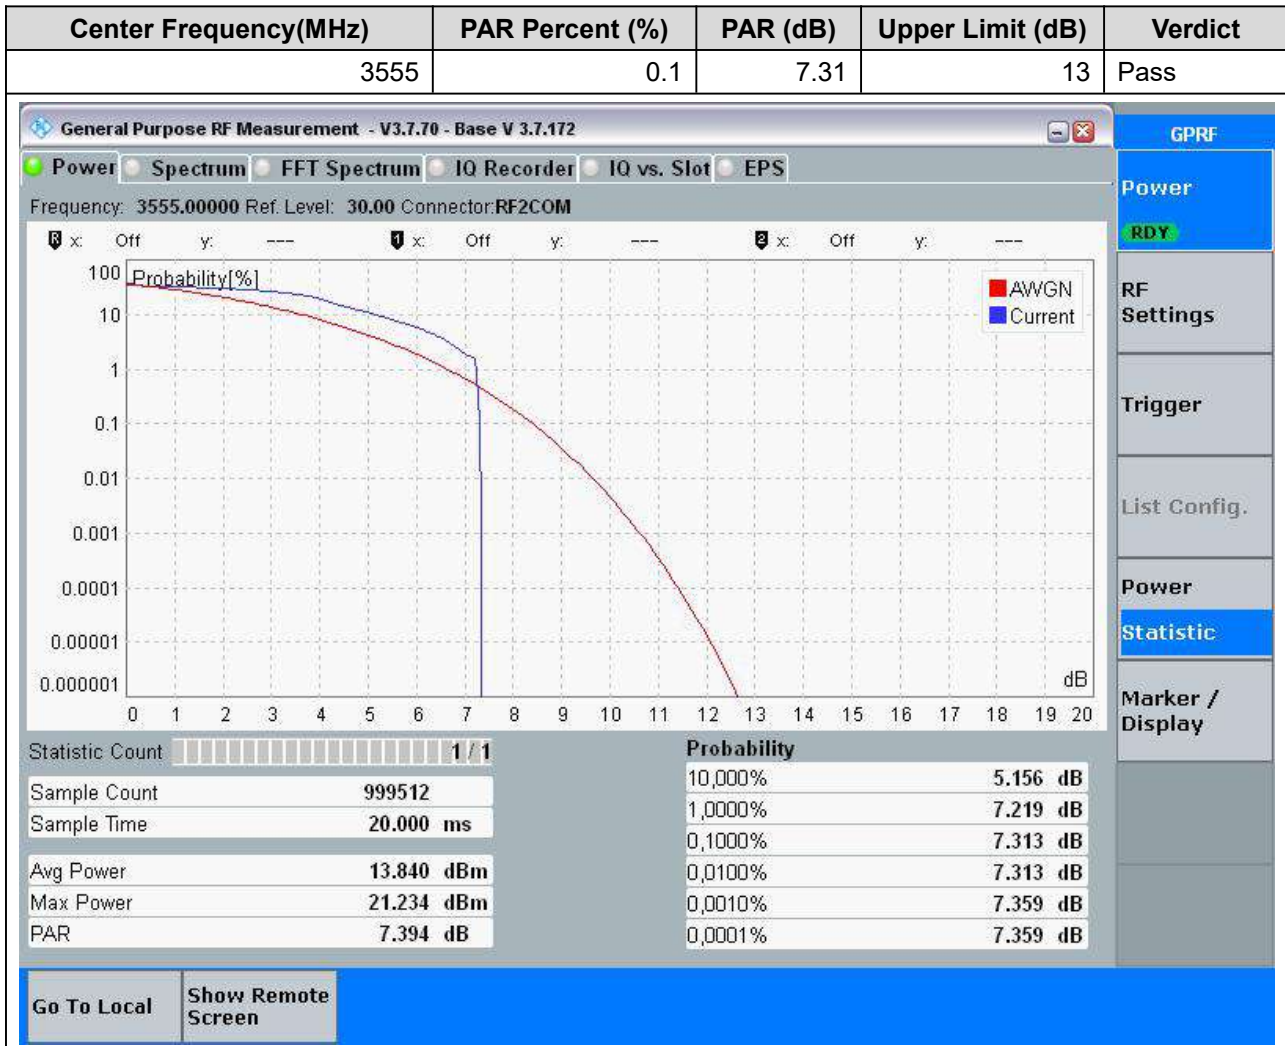 Center Frequency(MHz) PAR Percent (%) PAR (dB) Upper Limit (dB) Verdict
3555 0.1 7.31 13 Pass
General Purpose RF Measurement - V3.7.70 - Base V 3.7.172
GPRF
Power Spectrum FFT Spectrum IQ Recorder IQ vs. Slot EPS
Frequency: 3555.00000 Ref. Level: 30.00 Connector:RF2COM
R x: Off y: --- 1 x: Off y: --- 2 x: Off y: ---
Probability[%]
100
10
1
0.1
0.01
0.001
0.0001
0.00001
0.000001
AWGN
Current
dB
0 1 2 3 4 5 6 7 8 9 10 11 12 13 14 15 16 17 18 19 20
Statistic Count 1 / 1
Sample Count 999512
Sample Time 20.000 ms
Avg Power 13.840 dBm
Max Power 21.234 dBm
PAR 7.394 dB
Probability
10,000% 5.156 dB
1,0000% 7.219 dB
0,1000% 7.313 dB
0,0100% 7.313 dB
0,0010% 7.359 dB
0,0001% 7.359 dB
Power
RDY
RF
Settings
Trigger
List Config.
Power
Statistic
Marker /
Display
Go To Local
Show Remote
Screen